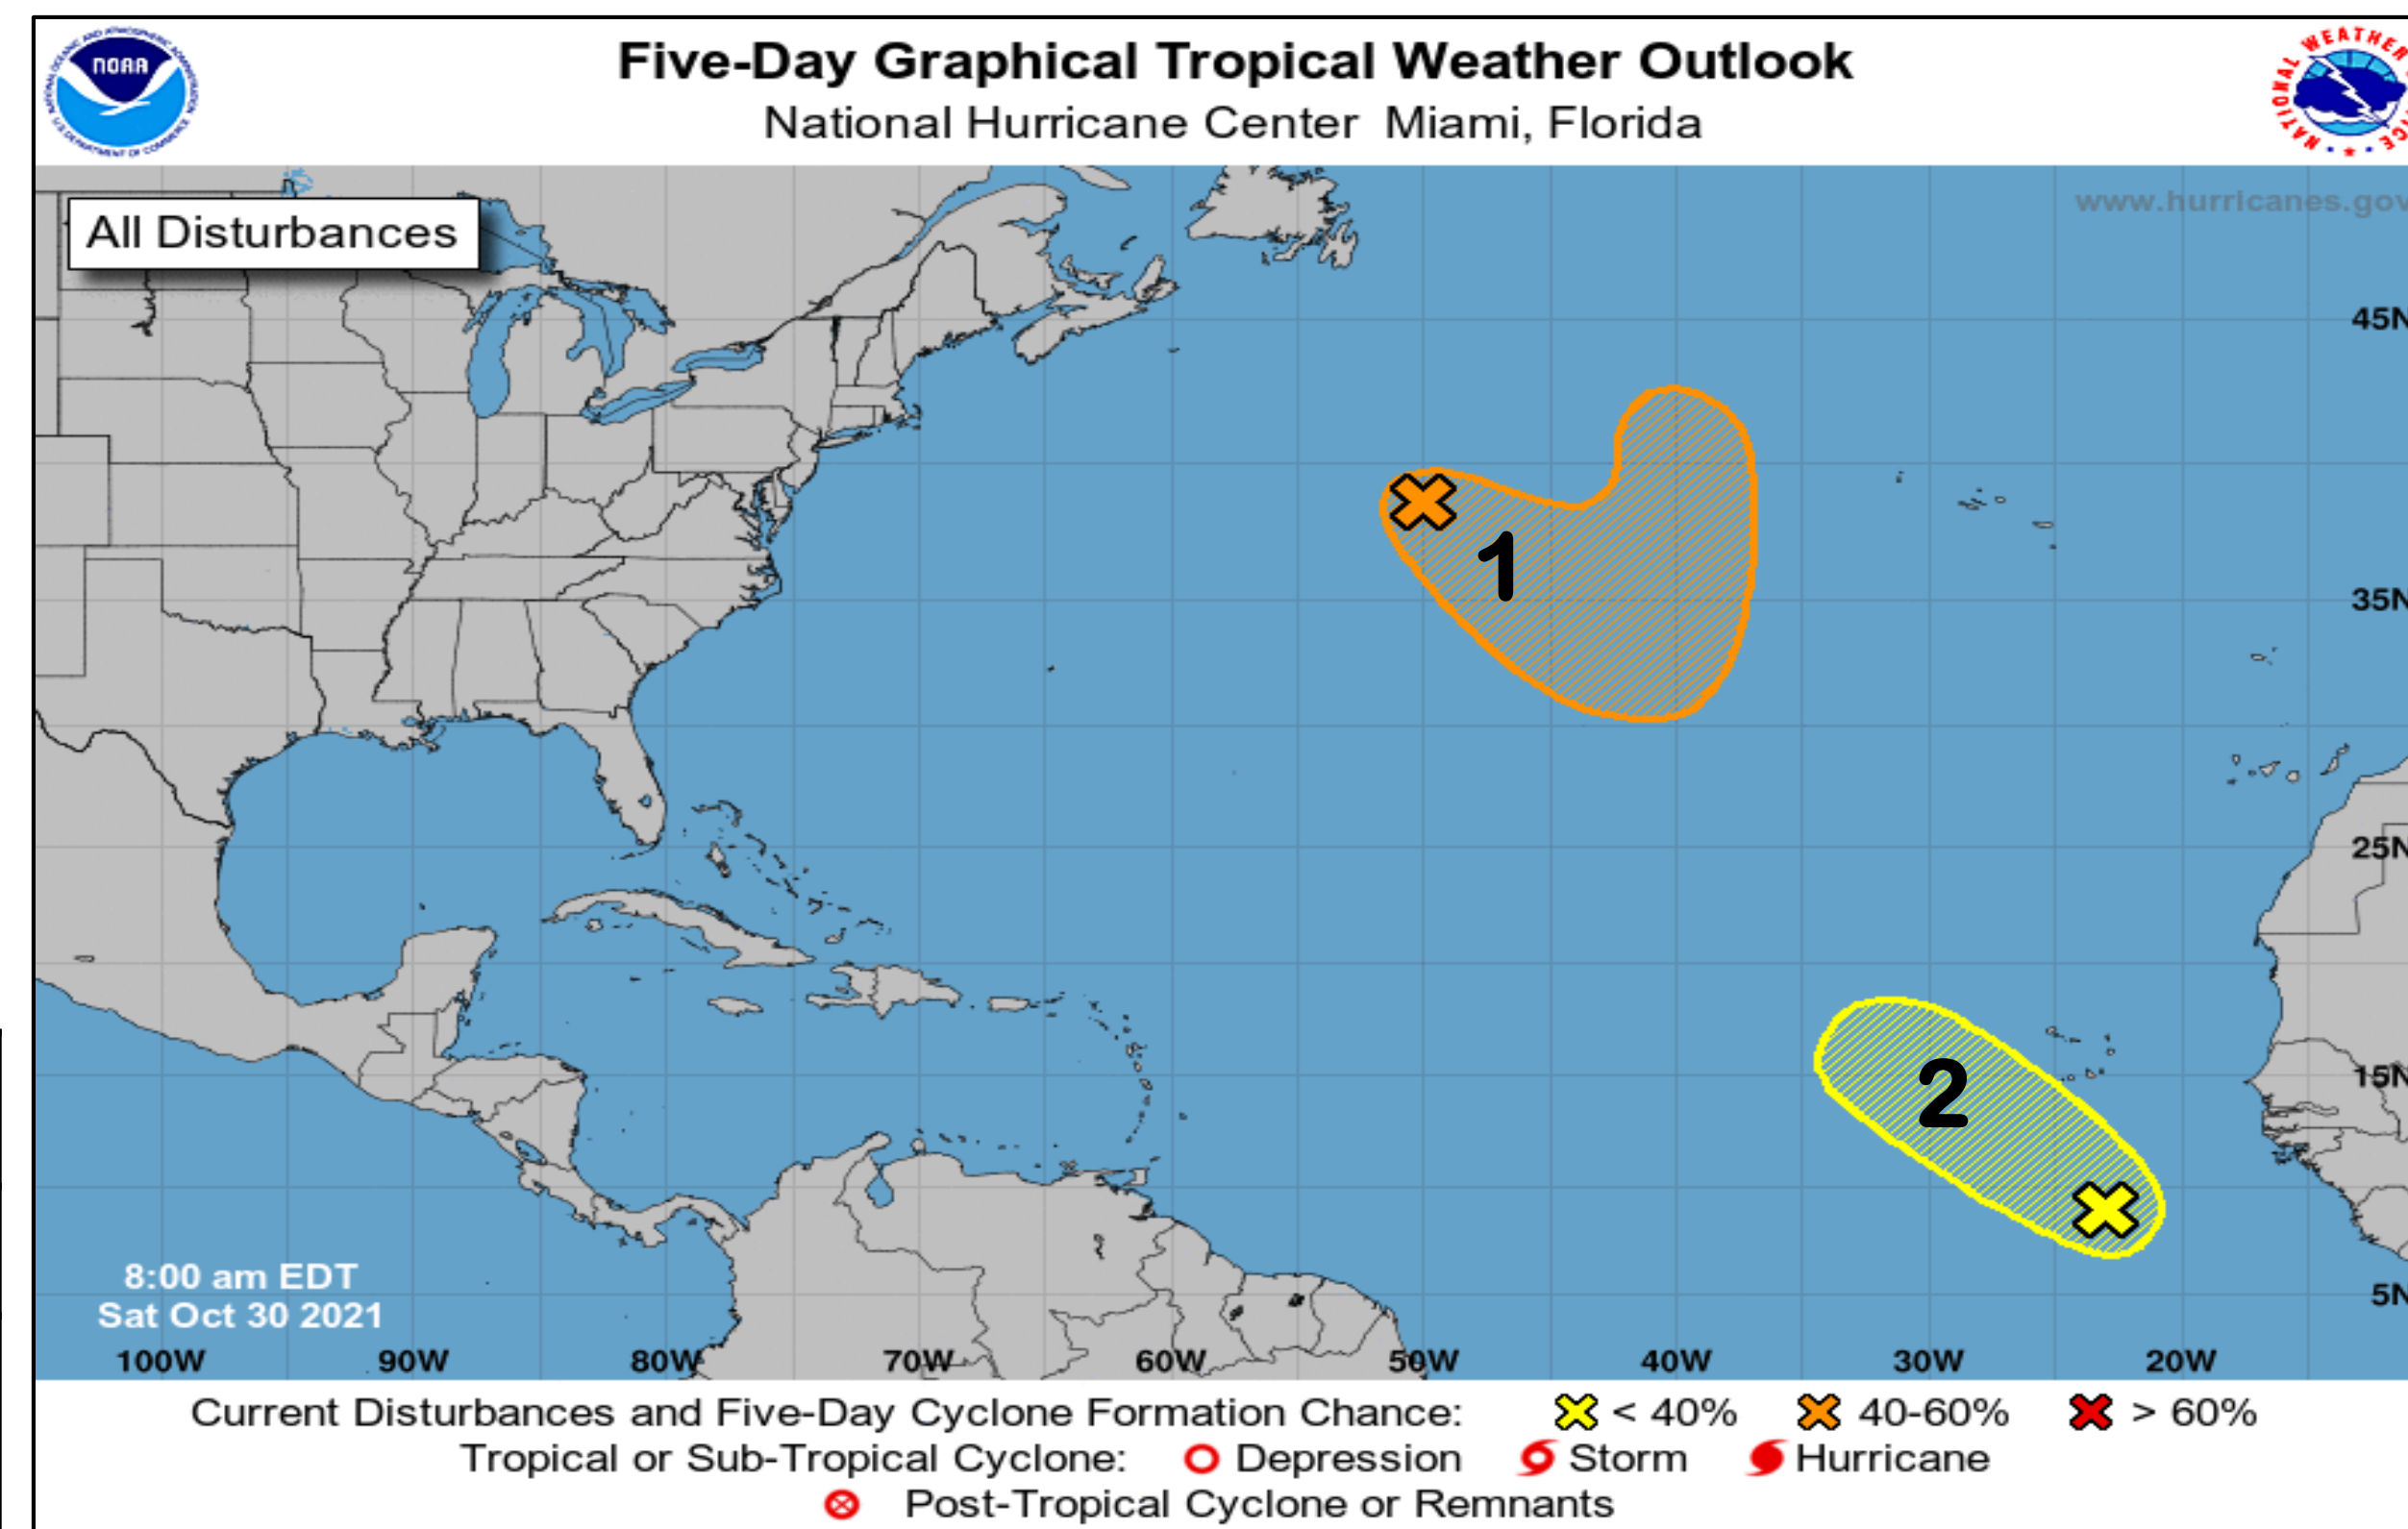 Five-Day Graphical Tropical Weather Outlook
National Hurricane Center Miami, Florida
NOAA
NATIONAL WEATHER
www.hurricanes.gov
All Disturbances
45N
1
35N
25N
2
15N
5N
8:00 am EDT
Sat Oct 30 2021
100W 90W 80W 70W 60W 50W 40W 30W 20W
Current Disturbances and Five-Day Cyclone Formation Chance: < 40% 40-60% > 60%
Tropical or Sub-Tropical Cyclone: Depression Storm Hurricane
Post-Tropical Cyclone or Remnants